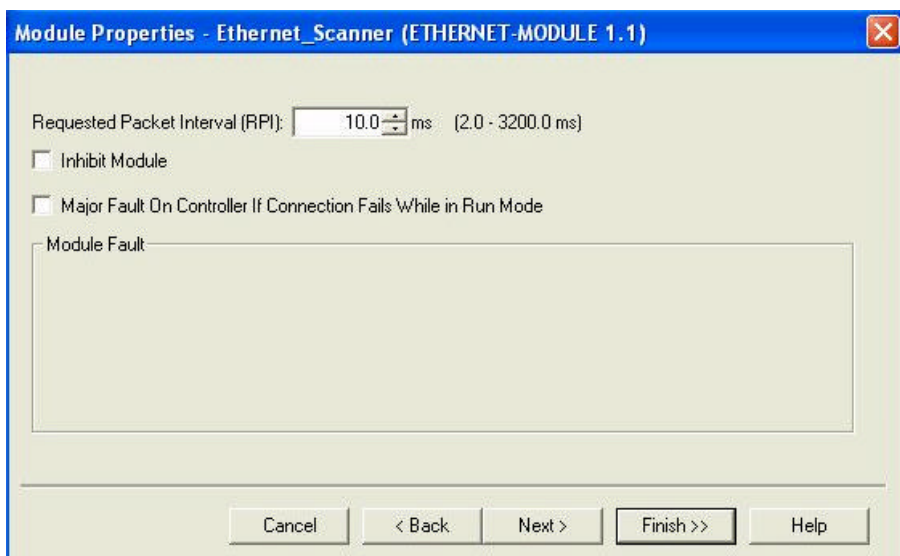 Module Properties - Ethernet_Scanner (ETHERNET-MODULE 1.1)
Requested Packet Interval (RPI): 10.0 ms (2.0 - 3200.0 ms)
Inhibit Module
Major Fault On Controller If Connection Fails While in Run Mode
Module Fault
Cancel < Back Next > Finish >> Help